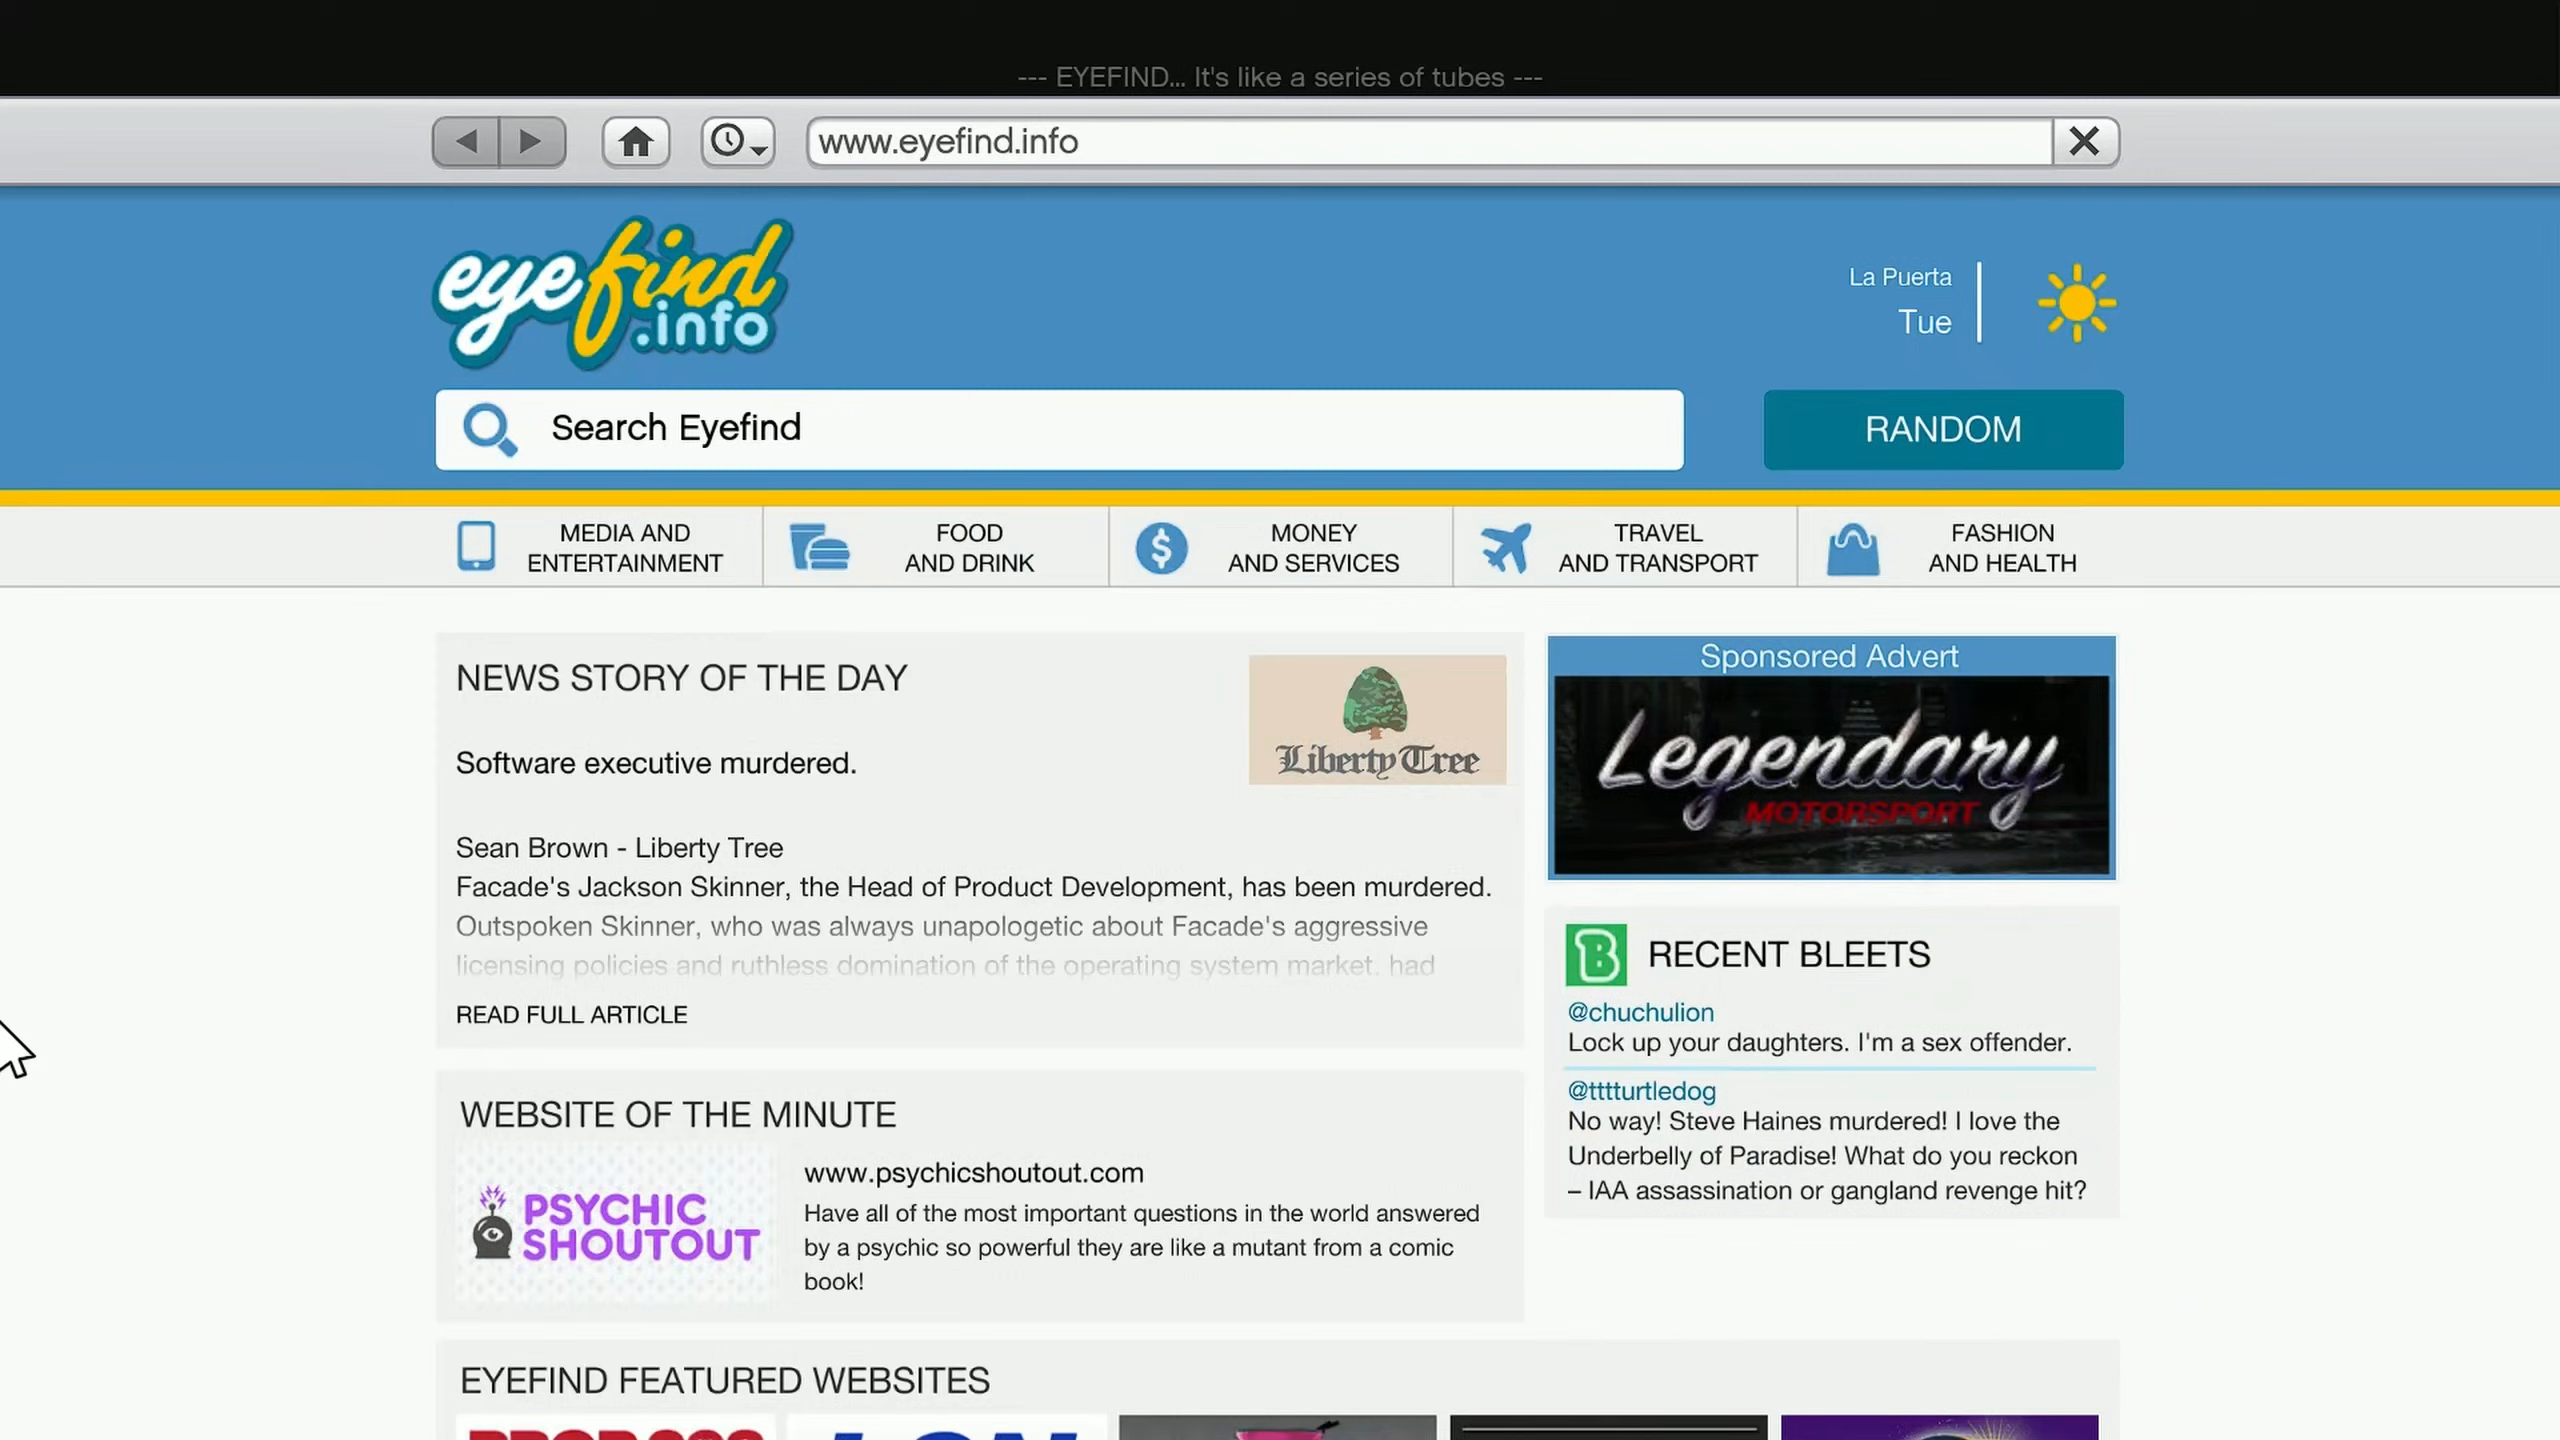 --- EYEFIND... It's like a series of tubes ---
www.eyefind.info
eyefind
.info
La Puerta
Tue
Search Eyefind
RANDOM
MEDIA AND
ENTERTAINMENT
FOOD
AND DRINK
MONEY
AND SERVICES
TRAVEL
AND TRANSPORT
FASHION
AND HEALTH
NEWS STORY OF THE DAY
Liberty Tree
Software executive murdered.
Sean Brown - Liberty Tree
Facade's Jackson Skinner, the Head of Product Development, has been murdered.
Outspoken Skinner, who was always unapologetic about Facade's aggressive
licensing policies and ruthless domination of the operating system market, had
READ FULL ARTICLE
Sponsored Advert
Legendary
MOTORSPORT
B
RECENT BLEETS
@chuchulion
Lock up your daughters. I'm a sex offender.
@tttturtledog
No way! Steve Haines murdered! I love the
Underbelly of Paradise! What do you reckon
– IAA assassination or gangland revenge hit?
WEBSITE OF THE MINUTE
PSYCHIC
SHOUTOUT
www.psychicshoutout.com
Have all of the most important questions in the world answered
by a psychic so powerful they are like a mutant from a comic
book!
EYEFIND FEATURED WEBSITES